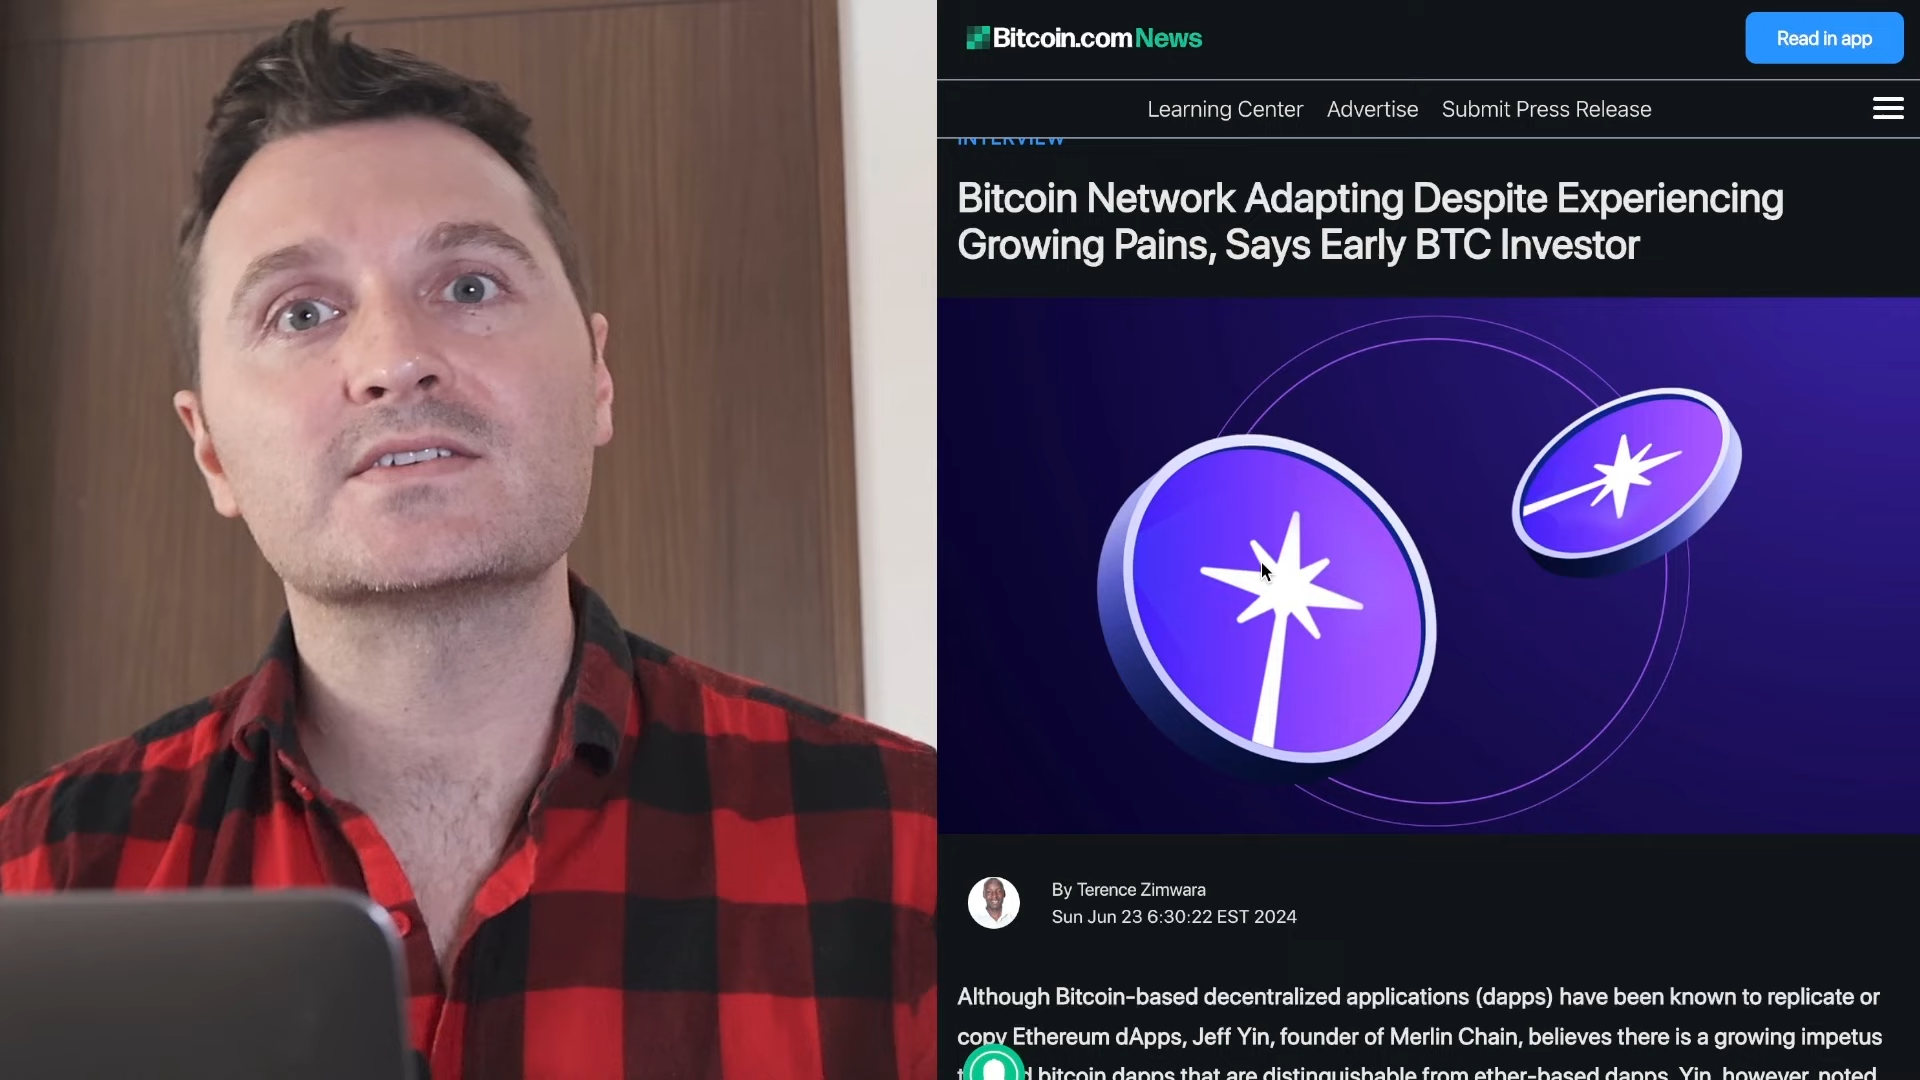 Bitcoin.com News
Read in app
Learning Center Advertise Submit Press Release
INTERVIEW
Bitcoin Network Adapting Despite Experiencing
Growing Pains, Says Early BTC Investor
By Terence Zimwara
Sun Jun 23 6:30:22 EST 2024
Although Bitcoin-based decentralized applications (dapps) have been known to replicate or
copy Ethereum dApps, Jeff Yin, founder of Merlin Chain, believes there is a growing impetus
bitcoin dapps that are distinguishable from ether-based dapps. Yin, however, noted